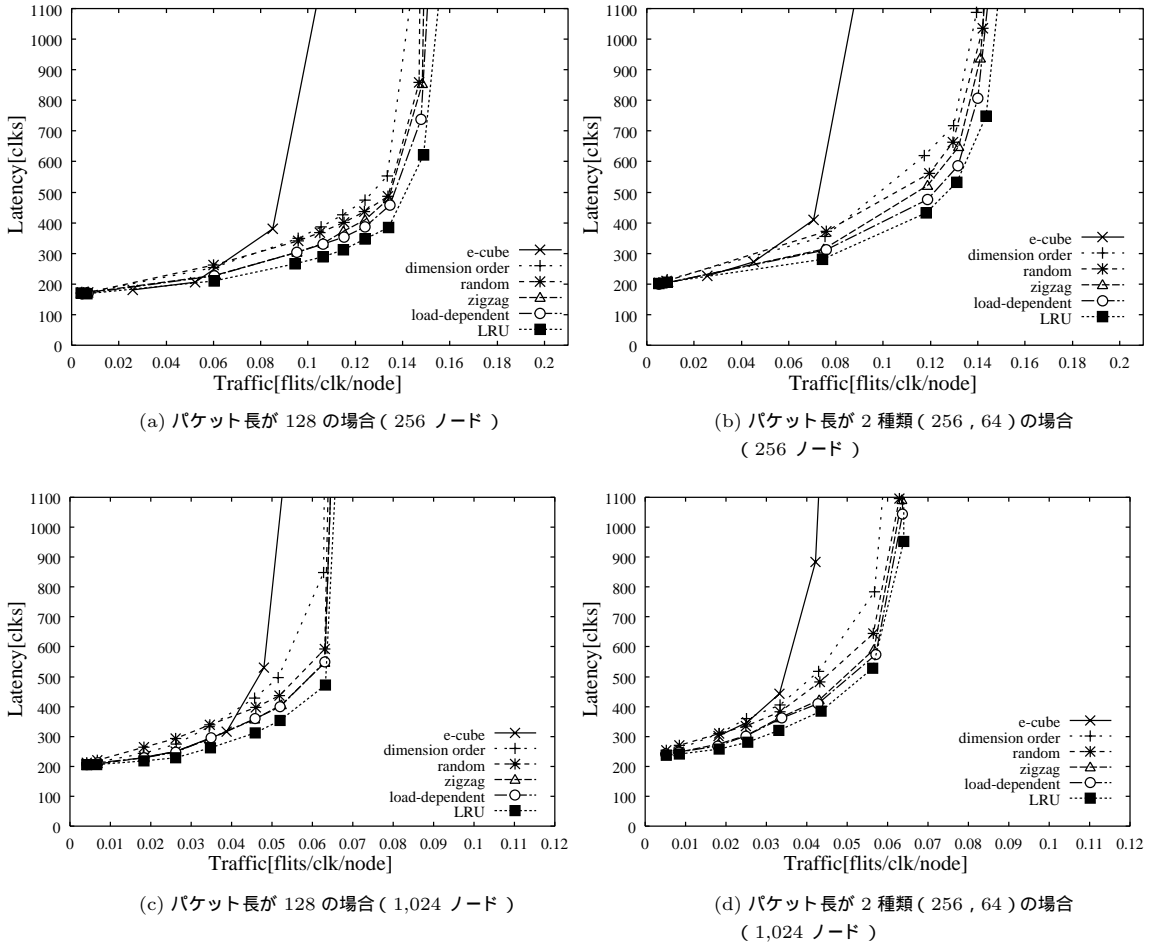 1100
1000
900
800
700
600
500
400
300
200
100
0
Latency[clks]
e-cube
dimension order
random
zigzag
load-dependent
LRU
0 0.02 0.04 0.06 0.08 0.1 0.12 0.14 0.16 0.18 0.2
Traffic[flits/clk/node]
(a) パケット長が 128 の場合( 256 ノード )
1100
1000
900
800
700
600
500
400
300
200
100
0
Latency[clks]
e-cube
dimension order
random
zigzag
load-dependent
LRU
0 0.02 0.04 0.06 0.08 0.1 0.12 0.14 0.16 0.18 0.2
Traffic[flits/clk/node]
(b) パケット長が 2 種類( 256 , 64 )の場合
( 256 ノード )
1100
1000
900
800
700
600
500
400
300
200
100
0
Latency[clks]
e-cube
dimension order
random
zigzag
load-dependent
LRU
0 0.01 0.02 0.03 0.04 0.05 0.06 0.07 0.08 0.09 0.1 0.11 0.12
Traffic[flits/clk/node]
(c) パケット長が 128 の場合( 1,024 ノード )
1100
1000
900
800
700
600
500
400
300
200
100
0
Latency[clks]
e-cube
dimension order
random
zigzag
load-dependent
LRU
0 0.01 0.02 0.03 0.04 0.05 0.06 0.07 0.08 0.09 0.1 0.11 0.12
Traffic[flits/clk/node]
(d) パケット長が 2 種類( 256 , 64 )の場合
( 1,024 ノード )